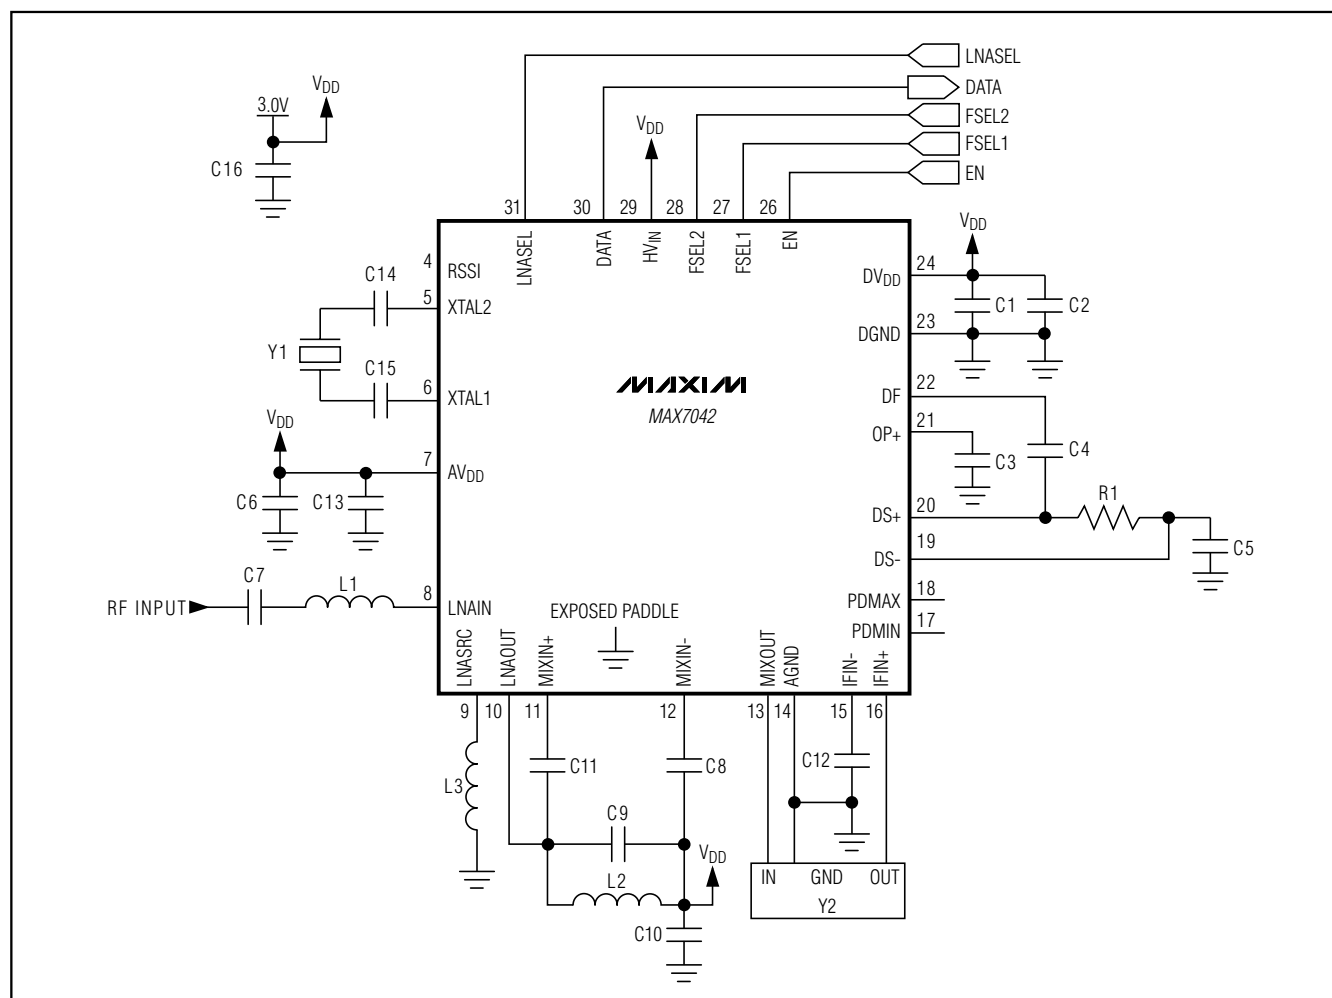 LNASEL
DATA
FSEL2
FSEL1
EN
VDD
3.0V
C16
VDD
31
30
29
28
27
26
LNASEL
DATA
HVIN
FSEL2
FSEL1
EN
4
RSSI
C14
5
XTAL2
Y1
C15
6
XTAL1
VDD
7
AVDD
C6
C13
RF INPUT
C7
L1
8
LNAIN
MAXIM
MAX7042
EXPOSED PADDLE
VDD
24
DVDD
C1
C2
23
DGND
22
DF
21
OP+
C3
C4
20
DS+
R1
19
DS-
C5
18
PDMAX
17
PDMIN
LNASRC
LNAOUT
MIXIN+
MIXIN-
MIXOUT
AGND
IFIN-
IFIN+
9
10
11
12
13
14
15
16
L3
C11
C8
C12
C9
L2
VDD
C10
IN
GND
OUT
Y2